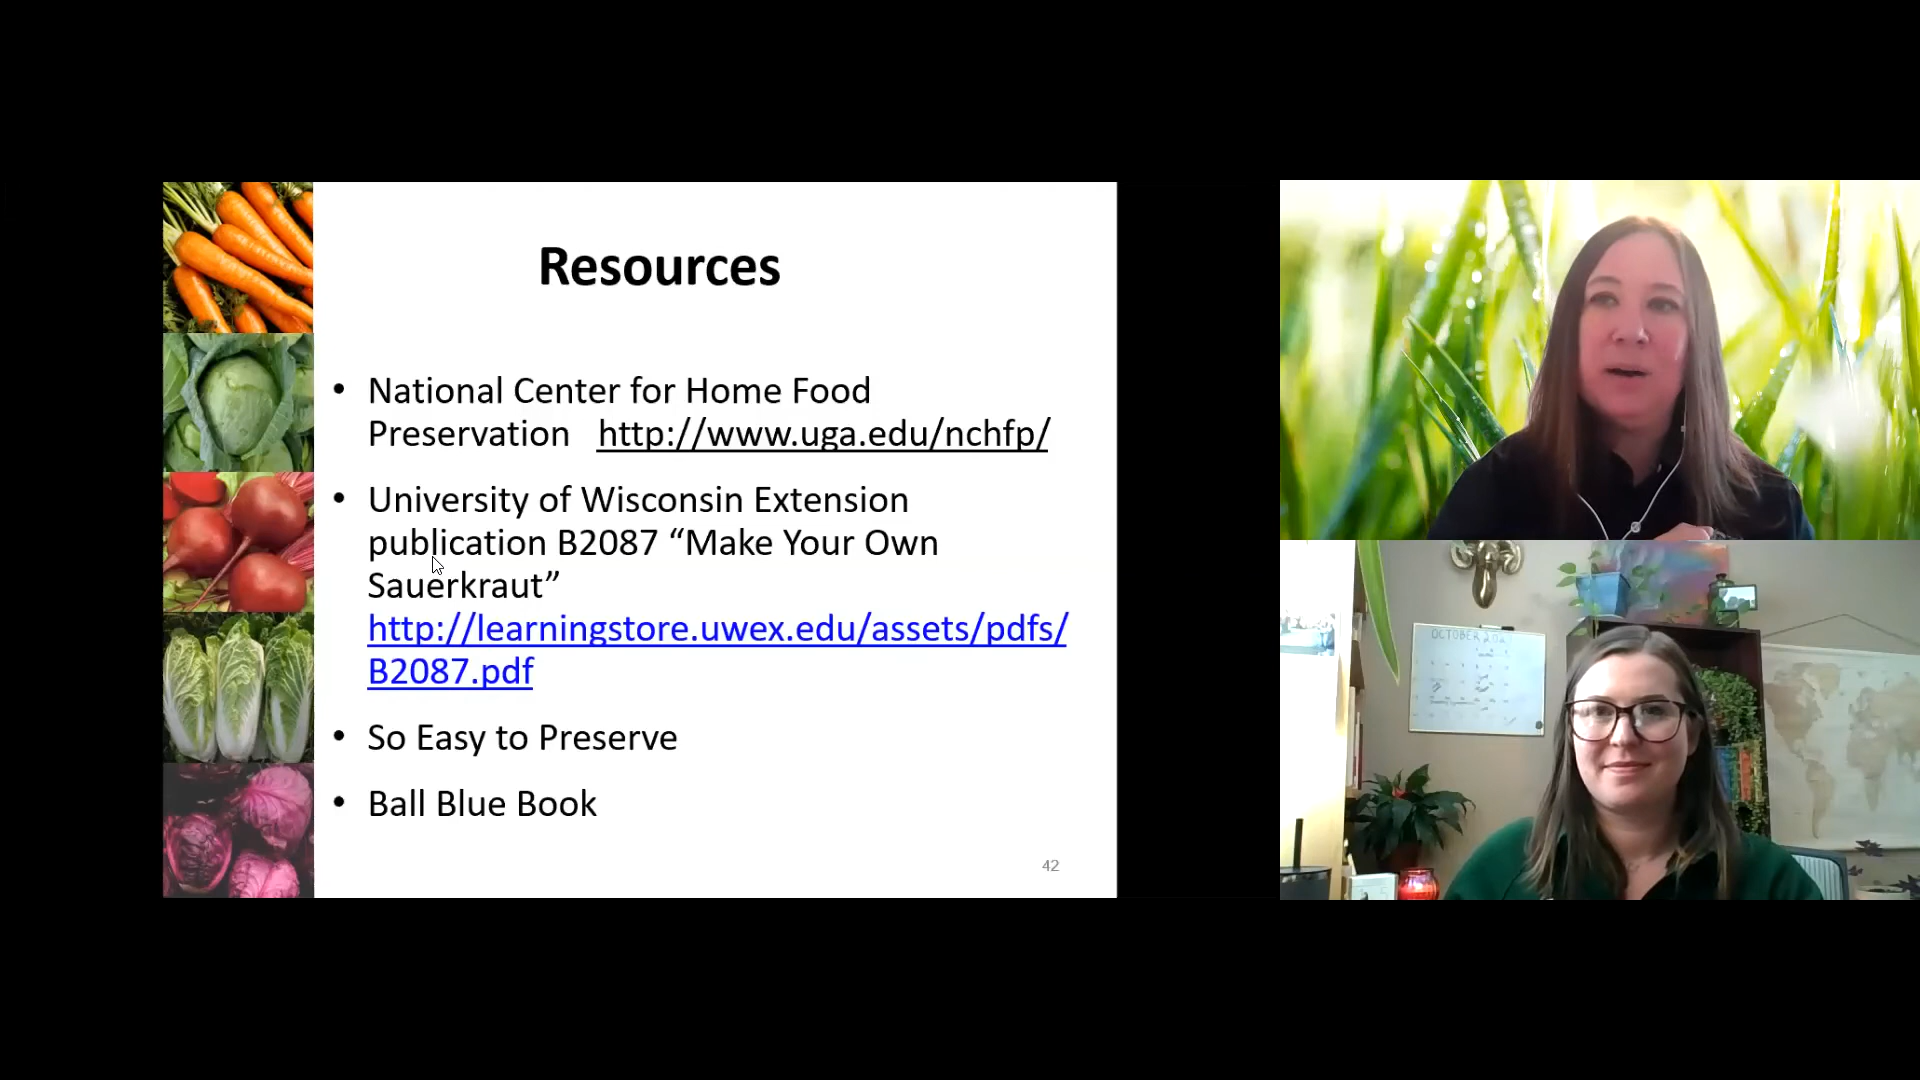 Resources
• National Center for Home Food
Preservation http://www.uga.edu/nchfp/
• University of Wisconsin Extension
publication B2087 “Make Your Own
Sauerkraut”
http://learningstore.uwex.edu/assets/pdfs/
B2087.pdf
• So Easy to Preserve
• Ball Blue Book
42
OCTOBER